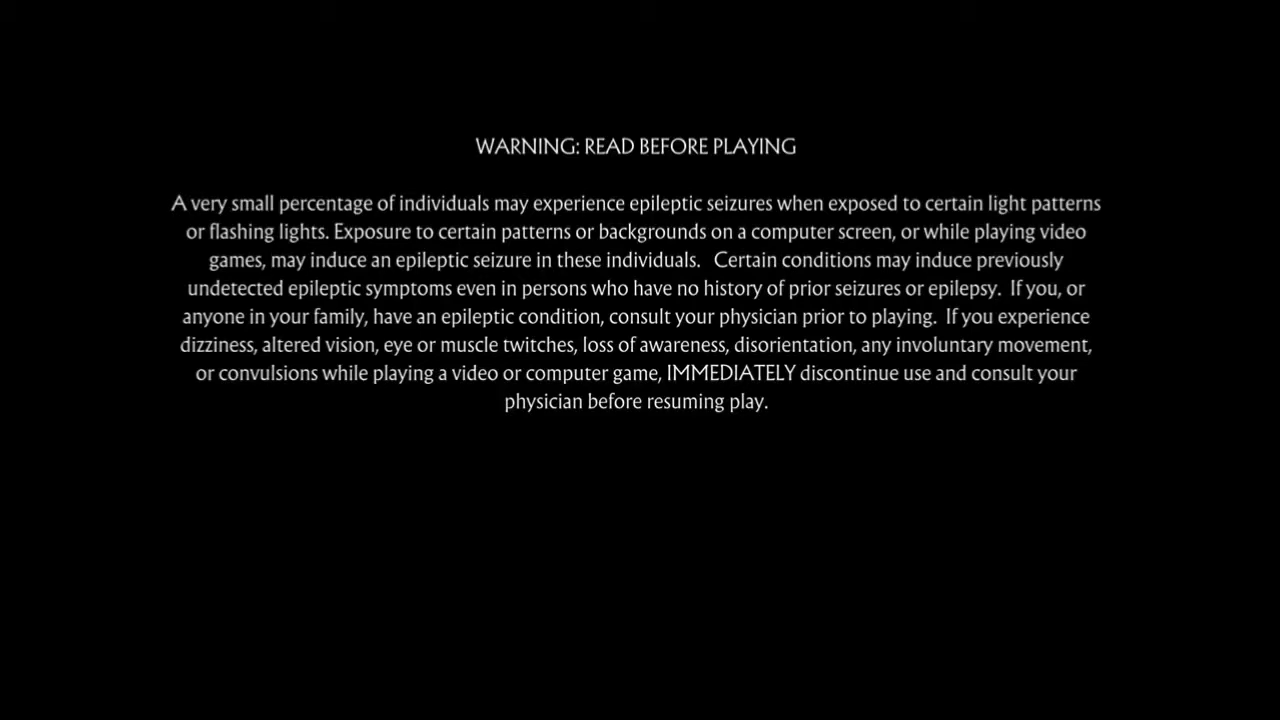 WARNING: READ BEFORE PLAYING
A very small percentage of individuals may experience epileptic seizures when exposed to certain light patterns
or flashing lights. Exposure to certain patterns or backgrounds on a computer screen, or while playing video
games, may induce an epileptic seizure in these individuals.   Certain conditions may induce previously
undetected epileptic symptoms even in persons who have no history of prior seizures or epilepsy.  If you, or
anyone in your family, have an epileptic condition, consult your physician prior to playing.  If you experience
dizziness, altered vision, eye or muscle twitches, loss of awareness, disorientation, any involuntary movement,
or convulsions while playing a video or computer game, IMMEDIATELY discontinue use and consult your
physician before resuming play.